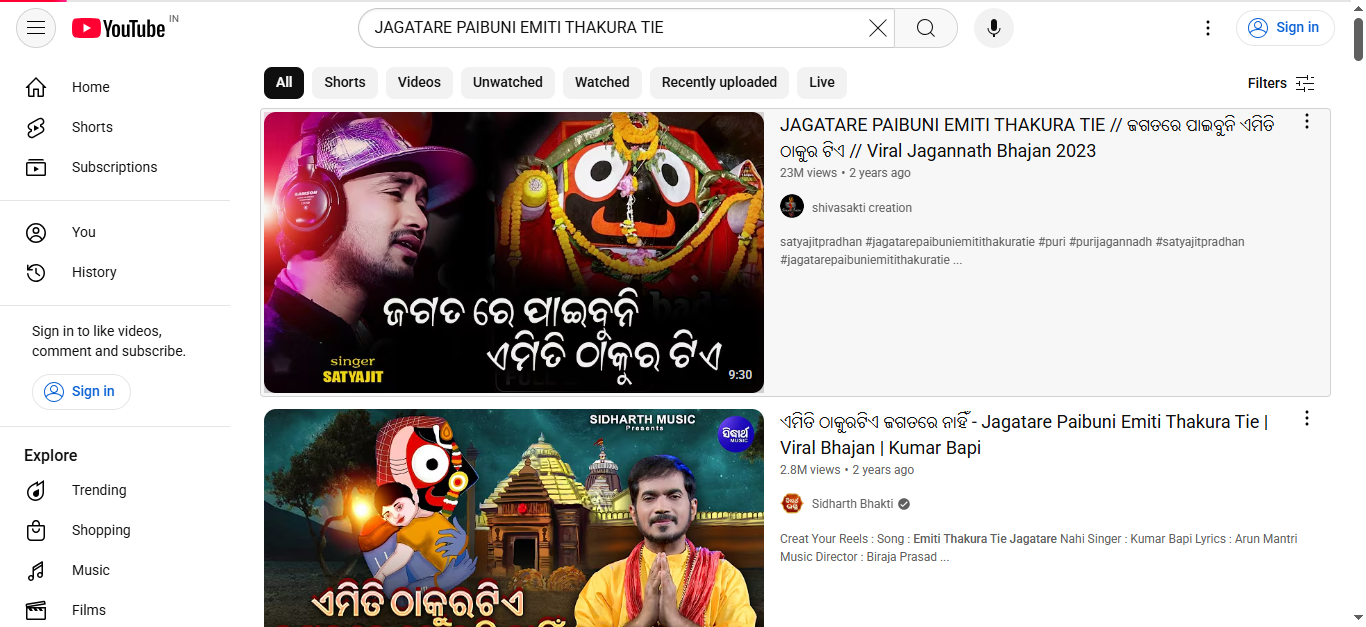 YouTube IN
JAGATARE PAIBUNI EMITI THAKURA TIE
Sign in
Home
Shorts
Subscriptions
You
History
Sign in to like videos,
comment and subscribe.
Sign in
Explore
Trending
Shopping
Music
Films
All
Shorts
Videos
Unwatched
Watched
Recently uploaded
Live
Filters
ଜଗତ ରେ ପାଇବୁନି
ଏମିତି ଠାକୁର ଟିଏ
singer
SATYAJIT
9:30
JAGATARE PAIBUNI EMITI THAKURA TIE // ଜଗତରେ ପାଇବୁନି ଏମିତି
ଠାକୁର ଟିଏ // Viral Jagannath Bhajan 2023
23M views • 2 years ago
shivasakti creation
satyajitpradhan #jagatarepaibuniemitithakuratie #puri #purijagannadh #satyajitpradhan
#jagatarepaibuniemitithakuratie ...
SIDHARTH MUSIC
Presents
ସିଦ୍ଧାର୍ଥ
MUSIC
ଏମିତି ଠାକୁରଟିଏ
ଏମିତି ଠାକୁରଟିଏ ଜଗତରେ ନାହିଁ - Jagatare Paibuni Emiti Thakura Tie |
Viral Bhajan | Kumar Bapi
2.8M views • 2 years ago
Sidharth Bhakti
Creat Your Reels : Song : Emiti Thakura Tie Jagatare Nahi Singer : Kumar Bapi Lyrics : Arun Mantri
Music Director : Biraja Prasad ...